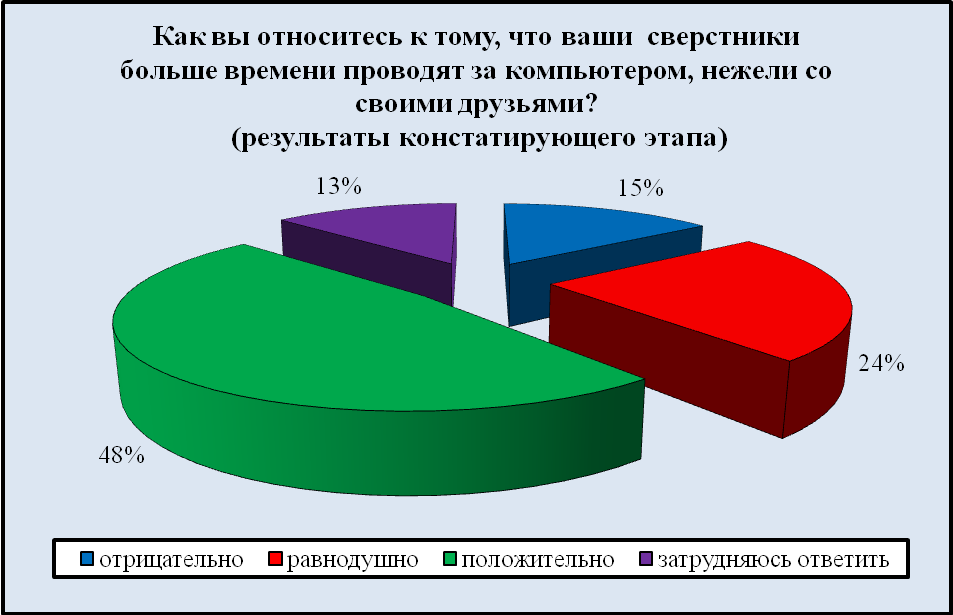 Как вы относитесь к тому, что ваши сверстники
больше времени проводят за компьютером, нежели со
своими друзьями?
(результаты констатирующего этапа)
13%
15%
24%
48%
отрицательно равнодушно положительно затрудняюсь ответить